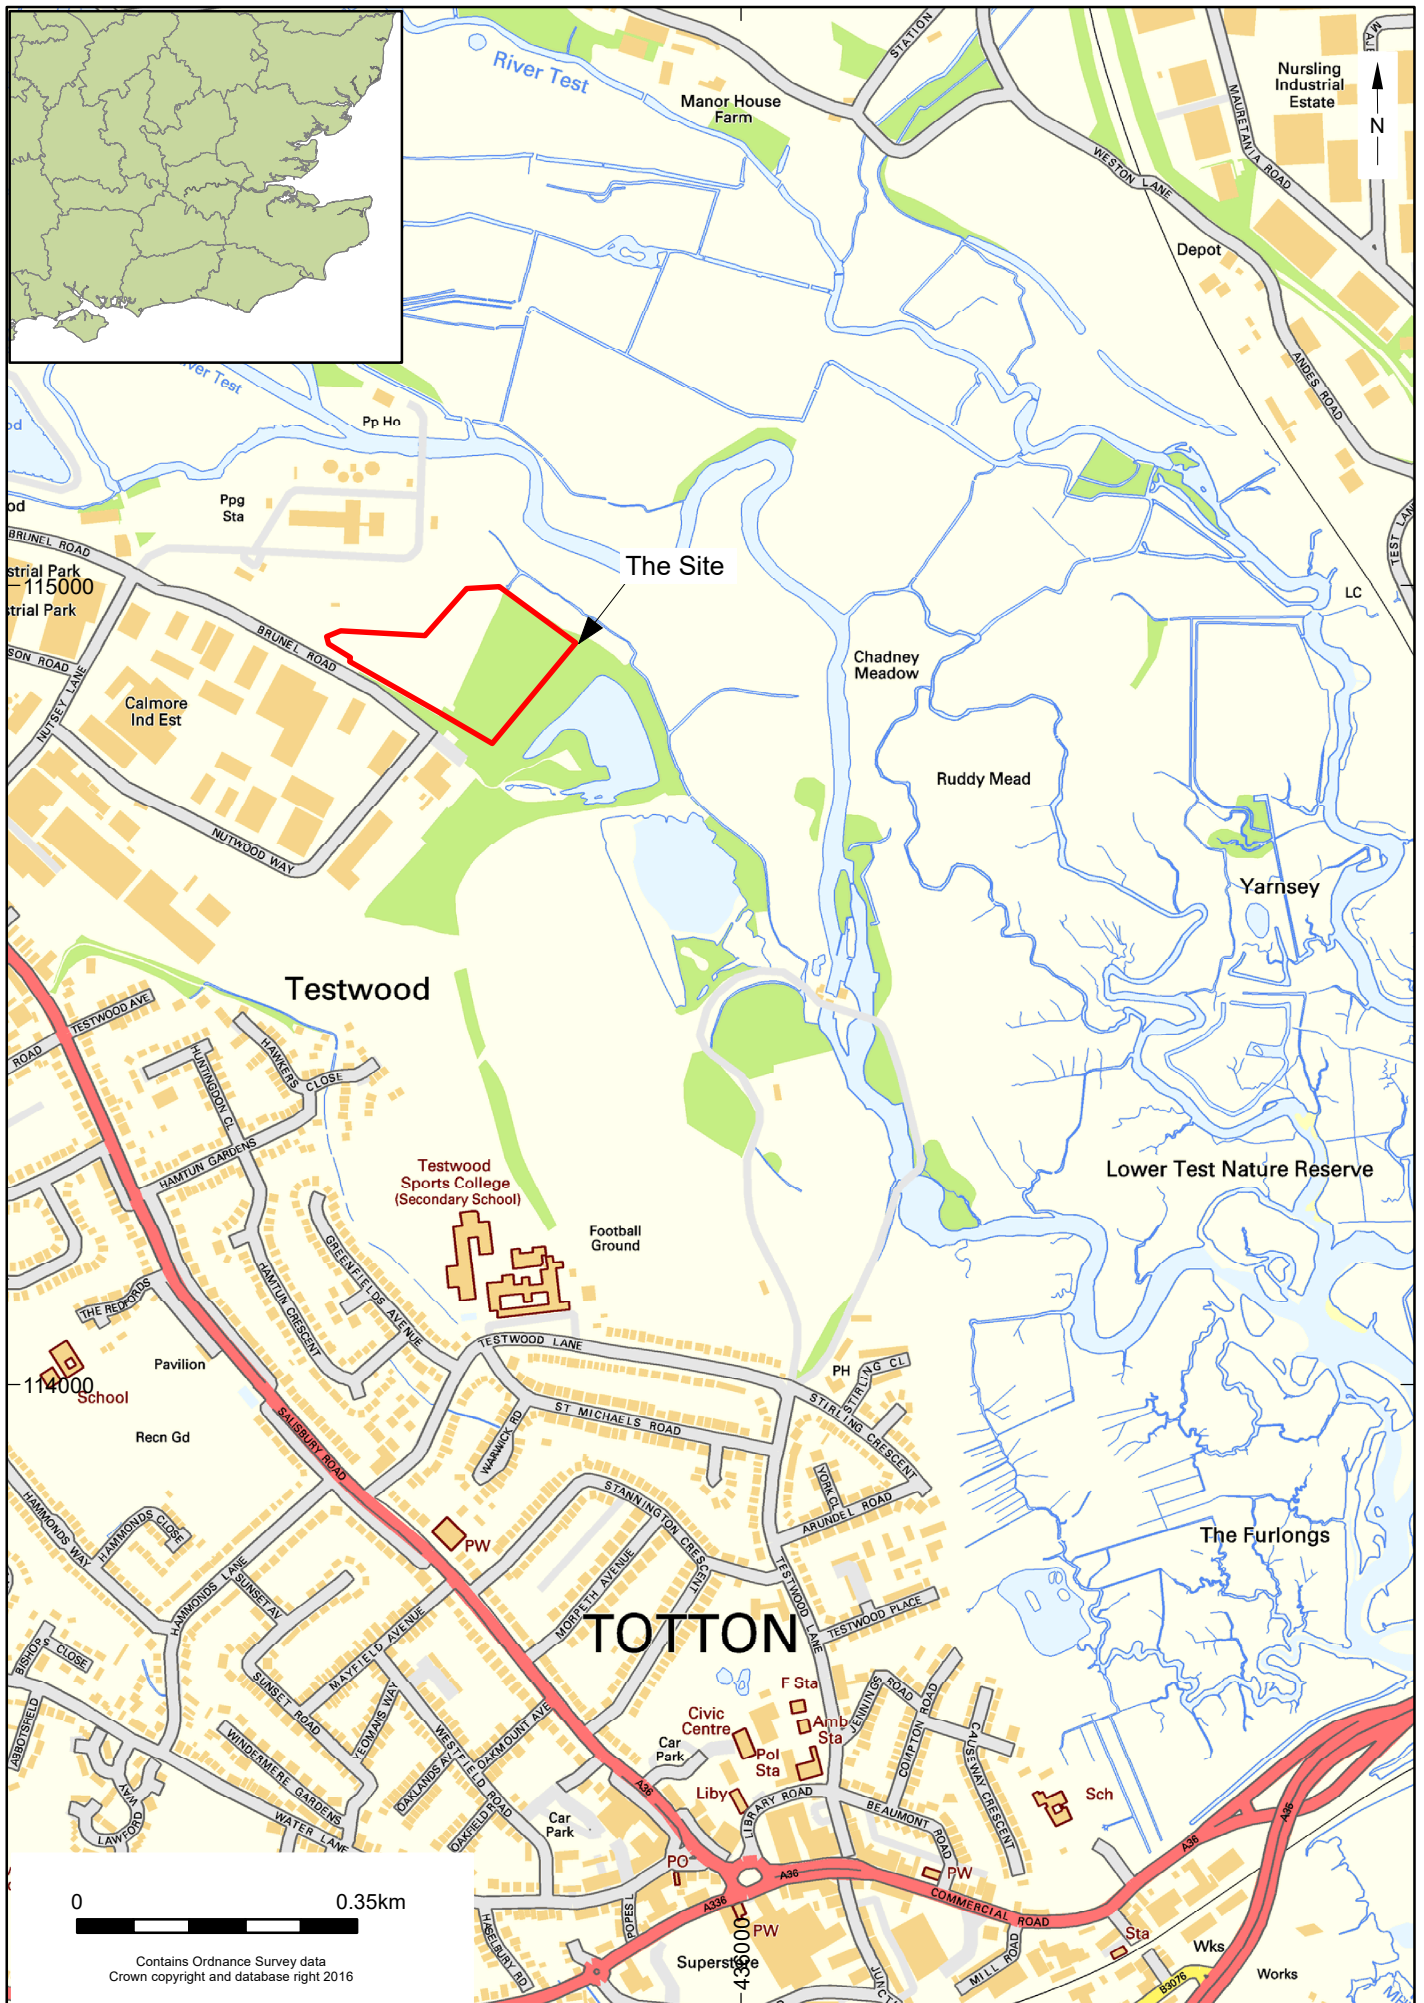 River Test
Manor House
Farm
STATION
Nursling
Industrial
Estate
N
MAURETANIA ROAD
WESTON LANE
Depot
ANDES ROAD
TEST LANE
Pp Ho
Ppg
Sta
BRUNEL ROAD
The Site
115000
LC
BRUNEL ROAD
NUTSEY LANE
Calmore
Ind Est
Chadney
Meadow
Ruddy Mead
NUTWOOD WAY
Yarnsey
Testwood
TESTWOOD AVE
ROAD
HUNTINGDON CL
HAWKERS CLOSE
HAMTUN GARDENS
Testwood
Sports College
(Secondary School)
Lower Test Nature Reserve
Football
Ground
GREENFIELDS AVENUE
HAMTUN CRESCENT
THE REDFORDS
TESTWOOD LANE
Pavilion
PH
STIRLING CL
114000
School
STIRLING CRESCENT
ST MICHAELS ROAD
WARWICK RD
Recn Gd
SALISBURY ROAD
YORK CL
ARUNDEL ROAD
STANNINGTON CRESCENT
HAMMONDS WAY
HAMMONDS CLOSE
PW
The Furlongs
HAMMONDS LANE
SUNSET AV
MORPETH AVENUE
TESTWOOD LANE
TESTWOOD PLACE
MAYFIELD AVENUE
TOTTON
BISHOPS CLOSE
SUNSET ROAD
F Sta
JENNINGS ROAD
COMPTON ROAD
CAUSEWAY CRESCENT
Civic
Centre
Amb
Sta
Pol
Sta
Car
Park
YEOMANS WAY
WESTFIELD ROAD
OAKMOUNT AVE
OAKLANDS AV
OAKFIELD RD
ABBOTSFIELD
WINDERMERE GARDENS
WATER LANE
LAWFORD WAY
A36
Liby
LIBRARY ROAD
BEAUMONT ROAD
Sch
Car
Park
A36
A35
PO
A36
PW
COMMERCIAL ROAD
A336
PW
POPES L
HASELBURY RD
Superstore
436000
MILL ROAD
Sta
Wks
Works
B3076
0 0.35km
Contains Ordnance Survey data
Crown copyright and database right 2016